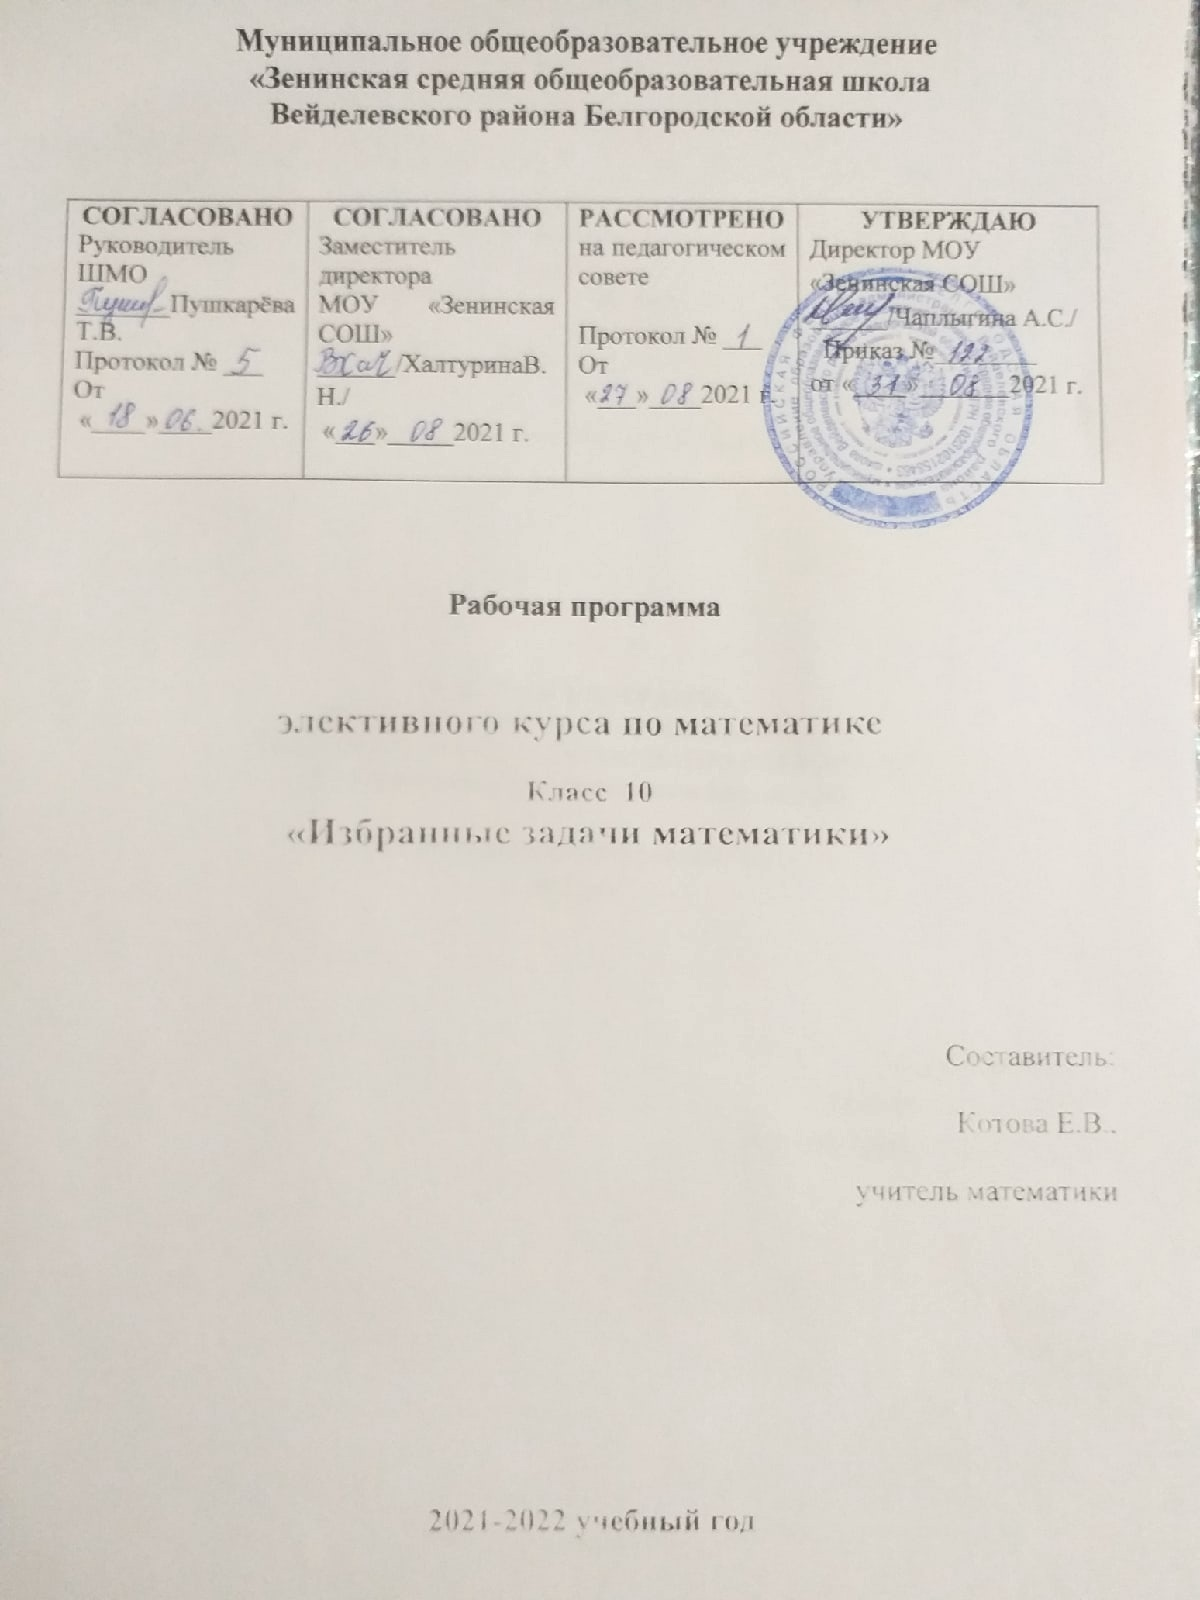 Муниципальное общеобразовательное учреждение
«Зенинская средняя общеобразовательная школа
Вейделевского района Белгородской области»
СОГЛАСОВАНО
Руководитель
ШМО
Пушкарёва
Т.В.
Протокол № 5
От
«18»06.2021 г.
СОГЛАСОВАНО
Заместитель
директора
МОУ «Зенинская
СОШ»
/ХалтуринаВ.
Н./
«26» 08 2021 г.
РАССМОТРЕНО
на педагогическом
совете
Протокол № 1
От
«27» 08 2021 г.
УТВЕРЖДАЮ
Директор МОУ
«Зенинская СОШ»
/Чаплыгина А.С./
Приказ № 122
от «31» 08 2021 г.
Рабочая программа
элективного курса по математике
Класс 10
«Избранные задачи математики»
Составитель:
Котова Е.В..
учитель математики
2021-2022 учебный год